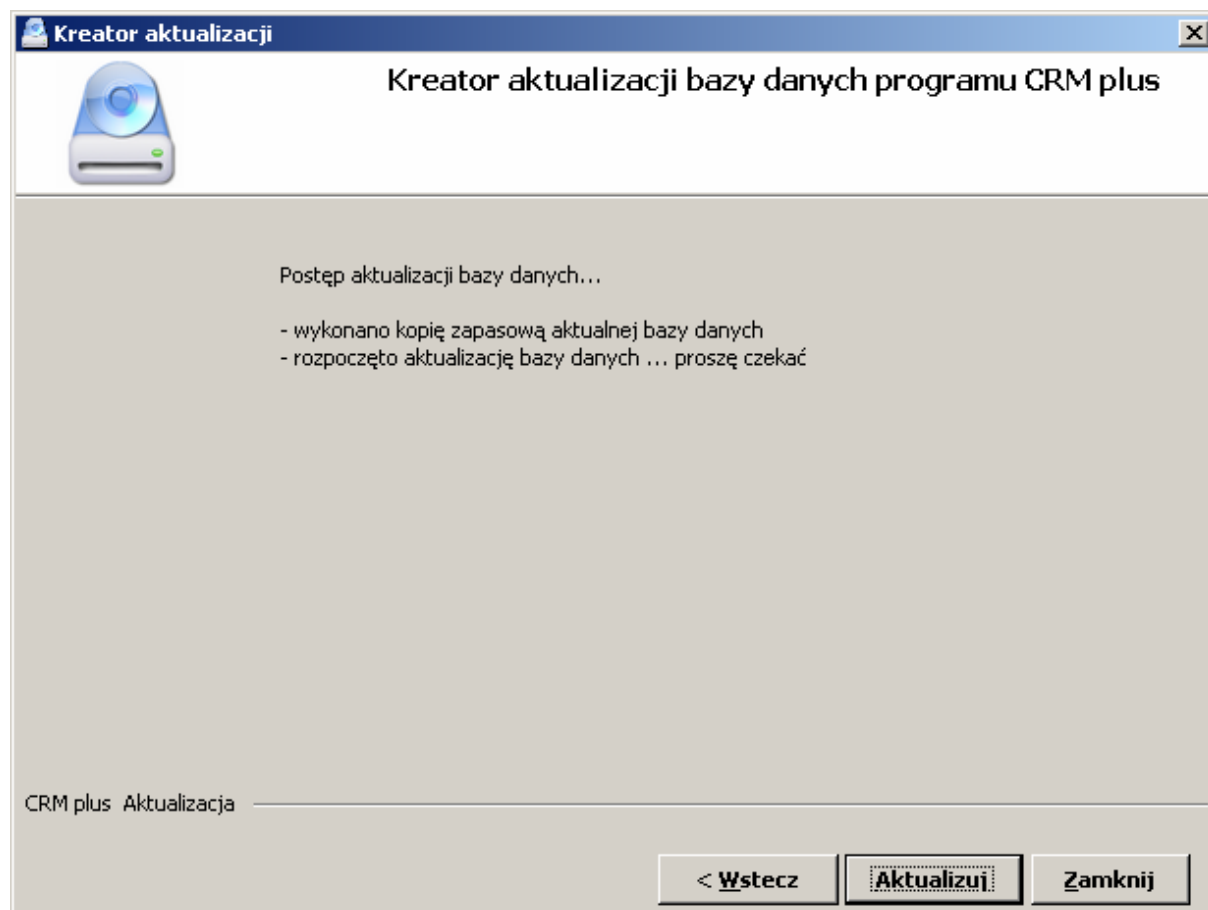 Kreator aktualizacji
Kreator aktualizacji bazy danych programu CRM plus
Postęp aktualizacji bazy danych...
- wykonano kopię zapasową aktualnej bazy danych
- rozpoczęto aktualizację bazy danych ... proszę czekać
CRM plus Aktualizacja
< Wstecz Aktualizuj Zamknij